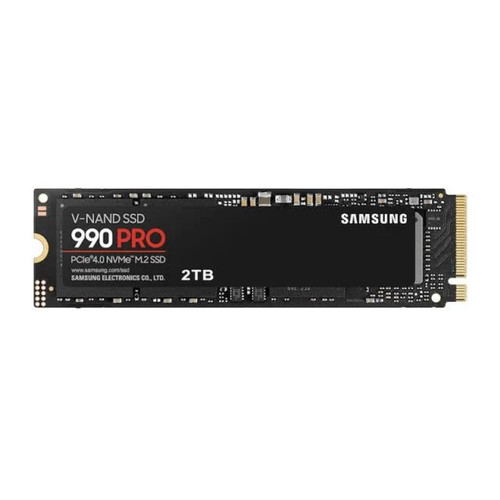 V-NAND SSD
990 PRO
PCIe® 4.0 NVMe™ M.2 SSD
www.samsung.com/ssd
SAMSUNG ELECTRONICS CO., LTD.
SAMSUNG
2TB